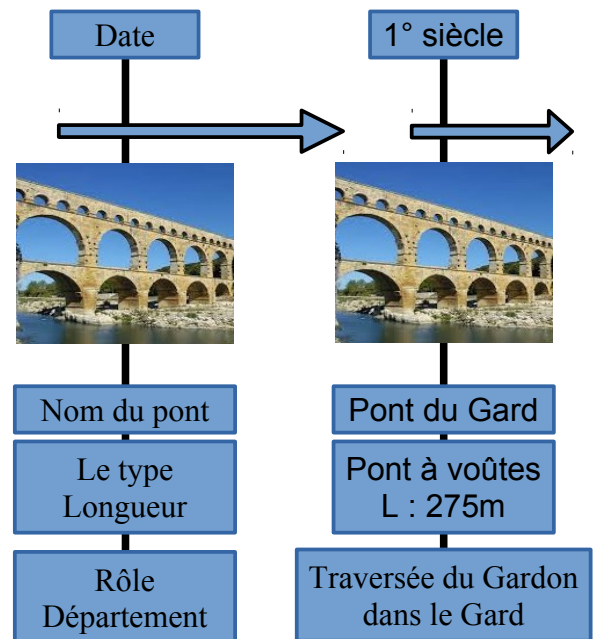 Date
1° siècle
Nom du pont
Pont du Gard
Le type
Longueur
Pont à voûtes
L : 275m
Rôle
Département
Traversée du Gardon
dans le Gard